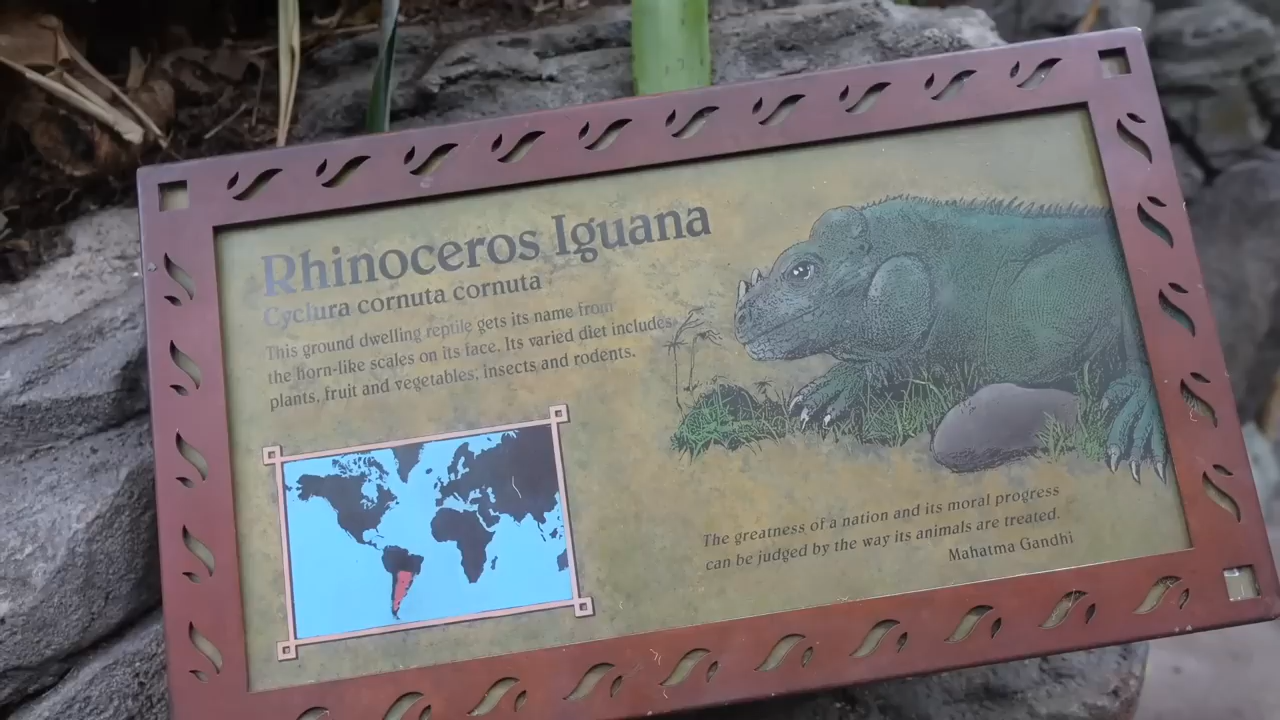 Rhinoceros Iguana
Cyclura cornuta cornuta
This ground dwelling reptile gets its name from
the horn-like scales on its face. Its varied diet includes
plants, fruit and vegetables, insects and rodents.
The greatness of a nation and its moral progress
can be judged by the way its animals are treated.
Mahatma Gandhi